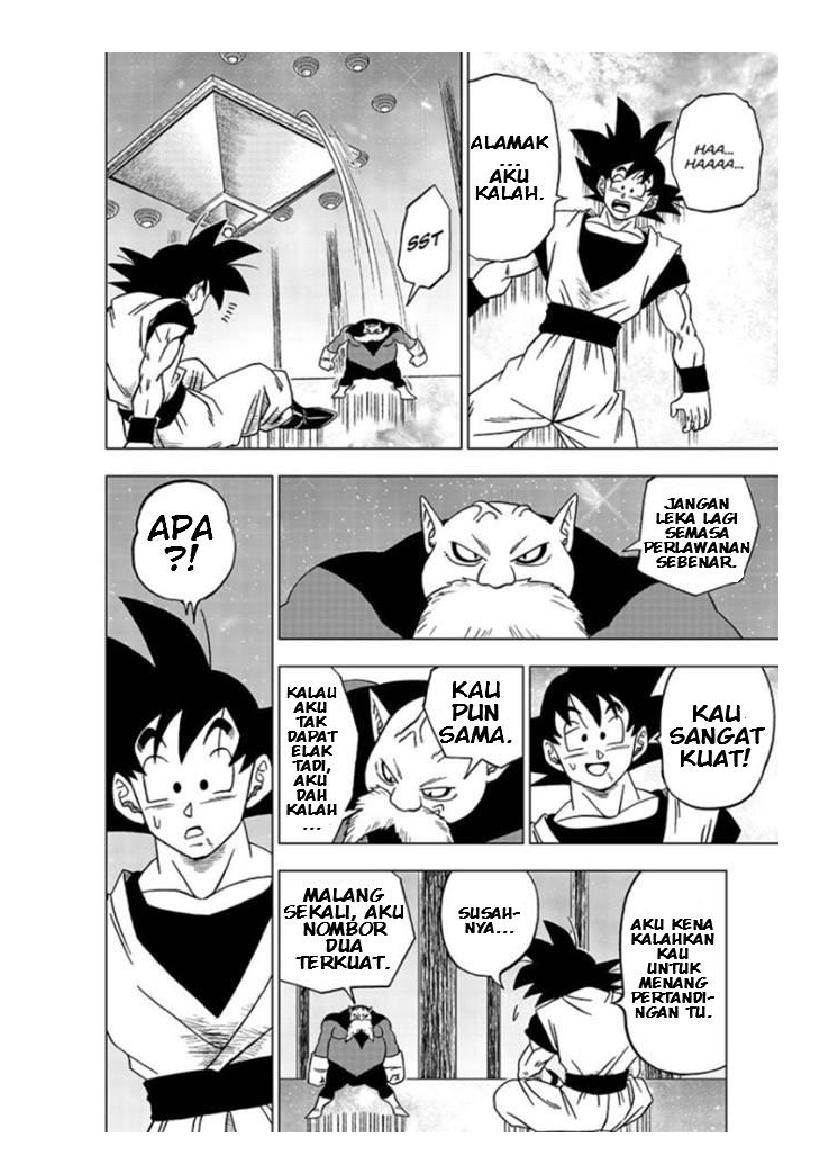 HAA...
HAAAA...
ALAMAK
...
AKU
KALAH.
SST
JANGAN
LEKA LAGI
SEMASA
PERLAWANAN
SEBENAR.
KAU
SANGAT
KUAT!
KAU
PUN
SAMA.
KALAU
AKU
TAK
DAPAT
ELAK
TADI,
AKU
DAH
KALAH
...
AKU KENA
KALAHKAN
KAU
UNTUK
MENANG
PERTANDI-
NGAN TU.
SUSAH-
NYA...
MALANG
SEKALI, AKU
NOMBOR
DUA
TERKUAT.
APA
?!